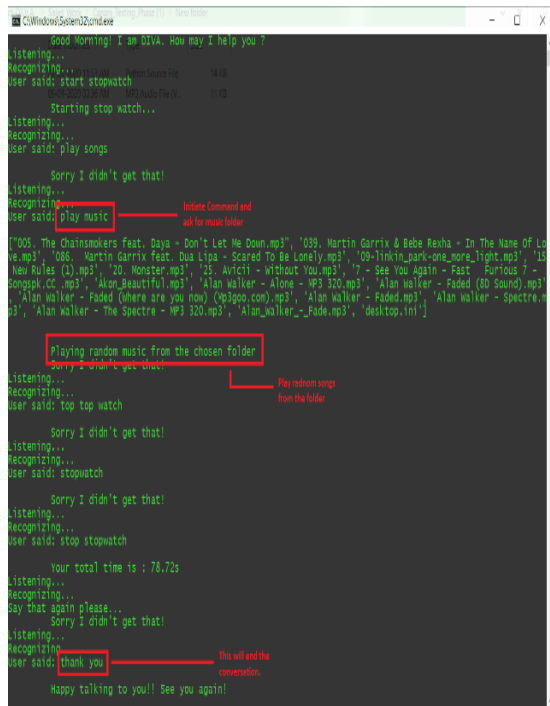 C:\Windows\System32\cmd.exe
Good Morning! I am DIVA. How may I help you ?
Listening...
Recognizing...
User said: start stopwatch
Starting stop watch...
Listening...
Recognizing...
User said: play songs
Sorry I didn't get that!
Listening...
Recognizing...
User said: play music
Initiate Command and
ask for music folder
["005. The Chainsmokers feat. Daya - Don't Let Me Down.mp3", '039. Martin Garrix & Bebe Rexha - In The Name Of Lo
ve.mp3', '086.  Martin Garrix feat. Dua Lipa - Scared To Be Lonely.mp3', '09-linkin_park-one_more_light.mp3', '15
 New Rules (1).mp3', '20. Monster.mp3', '25. Avicii - Without You.mp3', '7 - See You Again - Fast  Furious 7 -
Songspk.CC .mp3', 'Akon_Beautiful.mp3', 'Alan Walker - Alone - MP3 320.mp3', 'Alan Walker - Faded (8D Sound).mp3'
, 'Alan Walker - Faded (Where are you now) (Mp3goo.com).mp3', 'Alan Walker - Faded.mp3', 'Alan Walker - Spectre.m
p3', 'Alan Walker - The Spectre - MP3 320.mp3', 'Alan_Walker_-_Fade.mp3', 'desktop.ini']
Playing random music from the chosen folder
Sorry I didn't get that!
Play radnom songs
from the folder
Listening...
Recognizing...
User said: top top watch
Sorry I didn't get that!
Listening...
Recognizing...
User said: stopwatch
Sorry I didn't get that!
Listening...
Recognizing...
User said: stop stopwatch
Your total time is : 78.72s
Listening...
Recognizing...
Say that again please...
Sorry I didn't get that!
Listening...
Recognizing...
User said: thank you
This will and the
conversation.
Happy talking to you!! See you again!